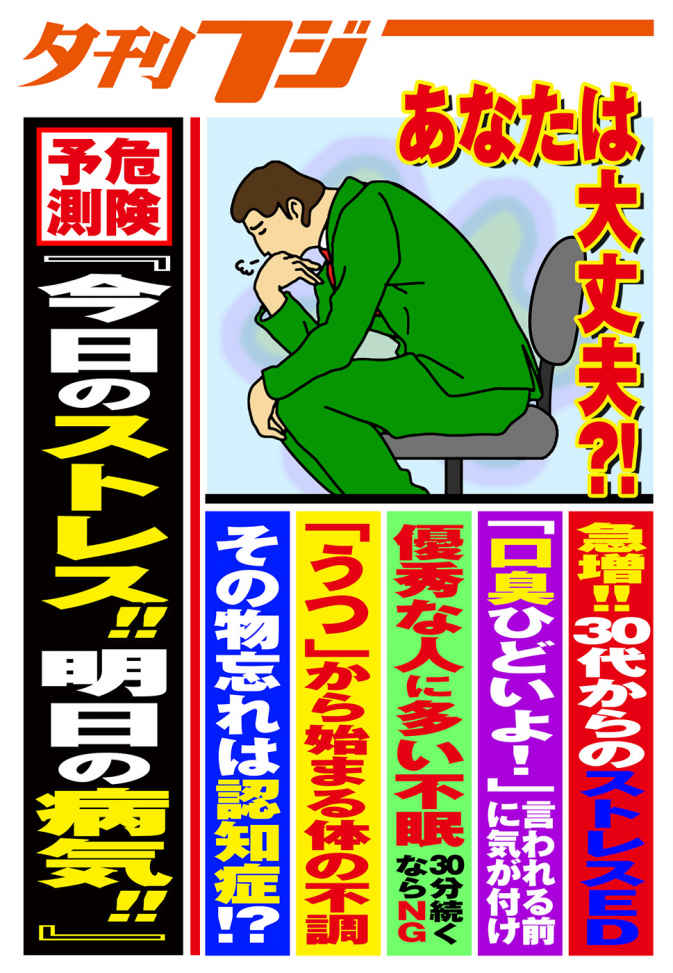 夕刊フジ
あなたは
大丈夫?!
危険
予測
『今日のストレス!!明日の病気!!』
急増!!30代からのストレスED
「口臭ひどいよ!」言われる前に気が付け
優秀な人に多い不眠30分続くならNG
「うつ」から始まる体の不調
その物忘れは認知症!?